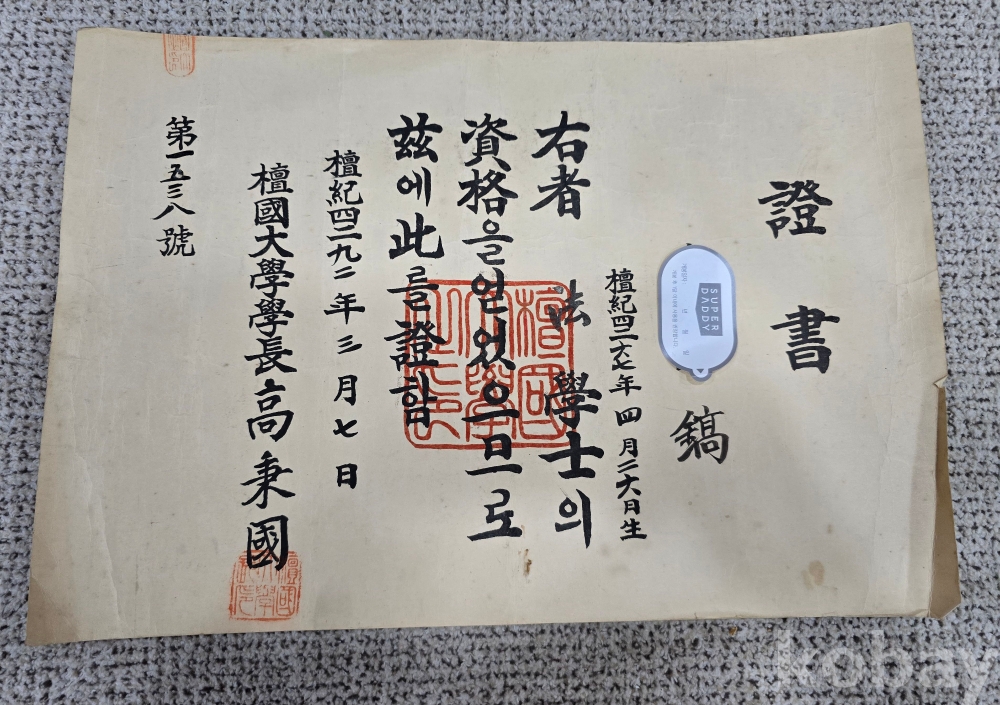 證書
鎬
檀紀四二六七年四月二六日生
右者 法學士의
資格을 얻었으므로
玆에 此를 證함
檀紀四二九二年三月七日
檀國大學學長高秉國
第一五三八號
SUPER
DADDY
kobay